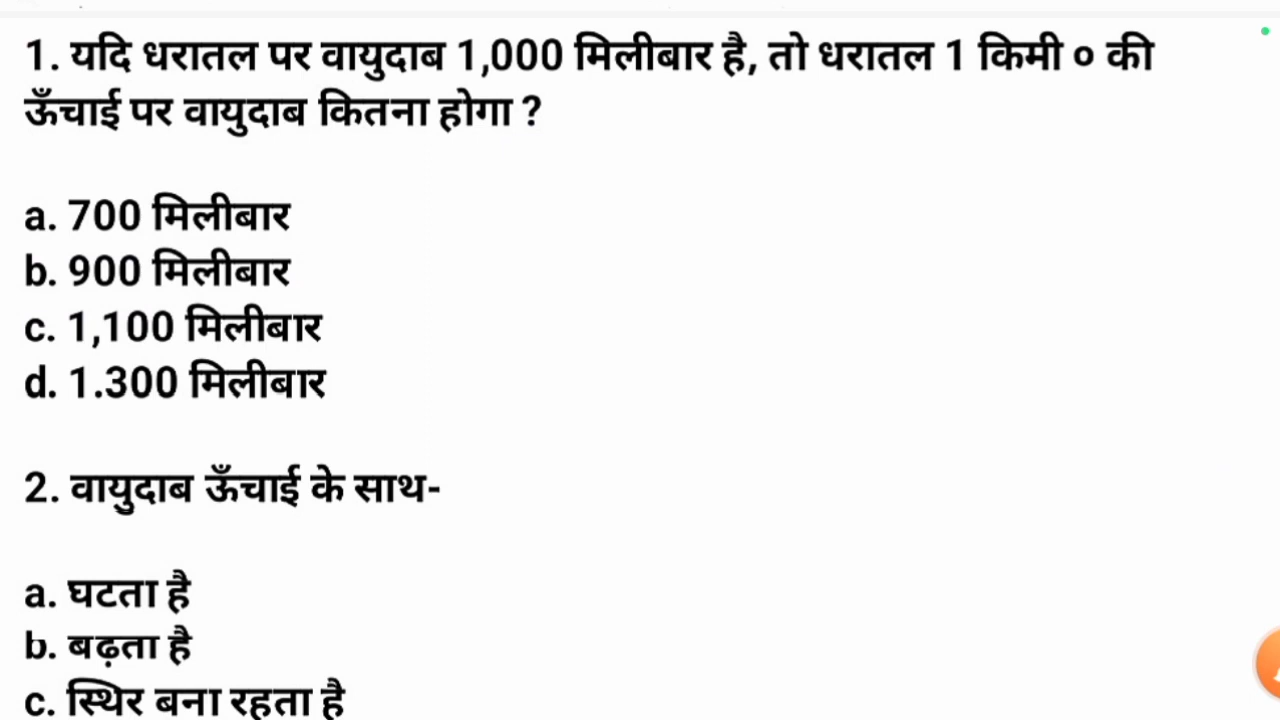 1. यदि धरातल पर वायुदाब 1,000 मिलीबार है, तो धरातल 1 किमी ० की
ऊँचाई पर वायुदाब कितना होगा ?
a. 700 मिलीबार
b. 900 मिलीबार
c. 1,100 मिलीबार
d. 1.300 मिलीबार
2. वायुदाब ऊँचाई के साथ-
a. घटता है
b. बढ़ता है
c. स्थिर बना रहता है